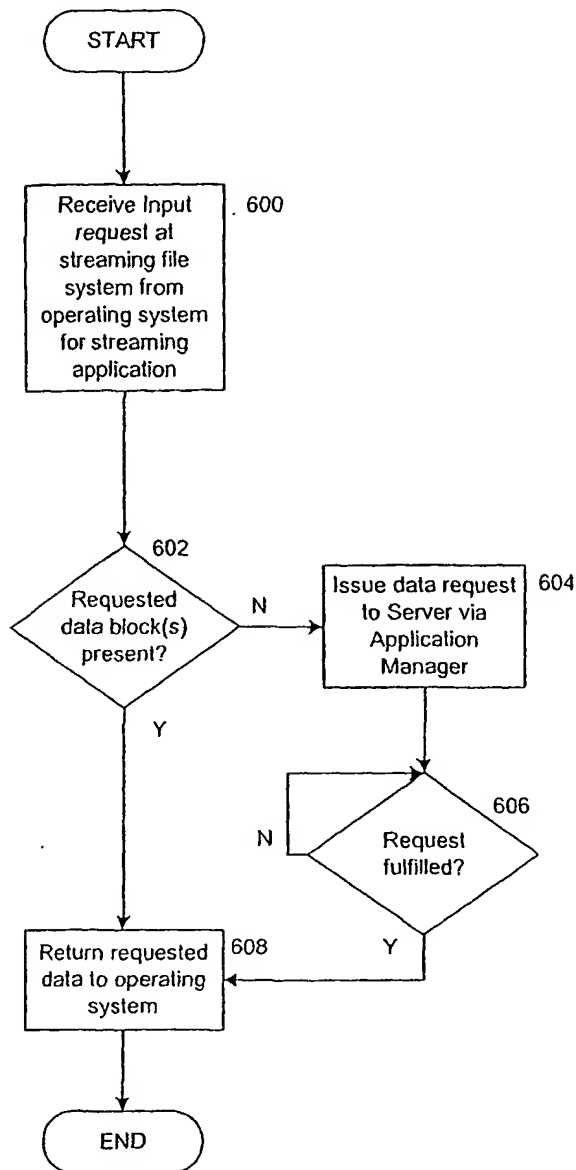 START
Receive Input
request at
streaming file
system from
operating system
for streaming
application
600
602
Requested
data block(s)
present?
N
Y
Issue data request
to Server via
Application
Manager
604
606
Request
fulfilled?
N
Y
Return requested
data to operating
system
608
END